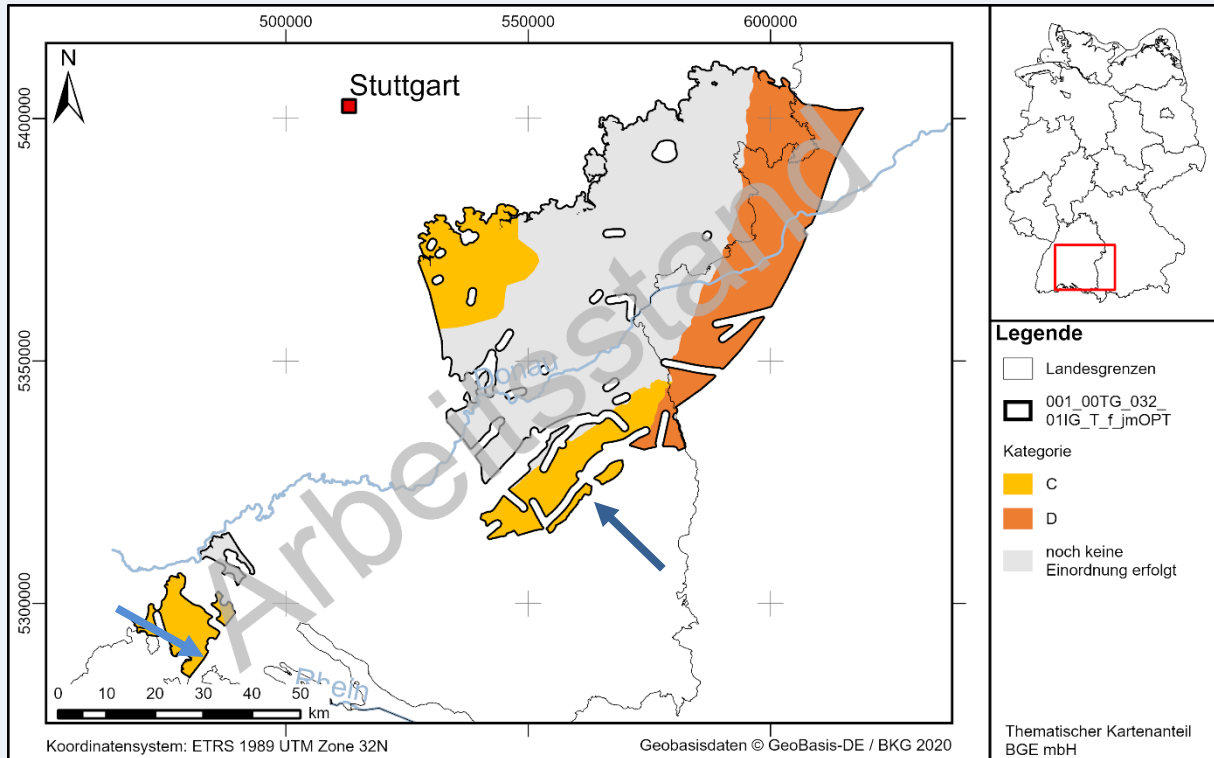 500000
550000
600000
N
Stuttgart
5400000
5350000
5300000
Donau
Rhein
Arbeitsstand
0 10 20 30 40 50
km
Koordinatensystem: ETRS 1989 UTM Zone 32N
Geobasisdaten © GeoBasis-DE / BKG 2020
Legende
Landesgrenzen
001_00TG_032_
01IG_T_f_jmOPT
Kategorie
C
D
noch keine
Einordnung erfolgt
Thematischer Kartenanteil
BGE mbH